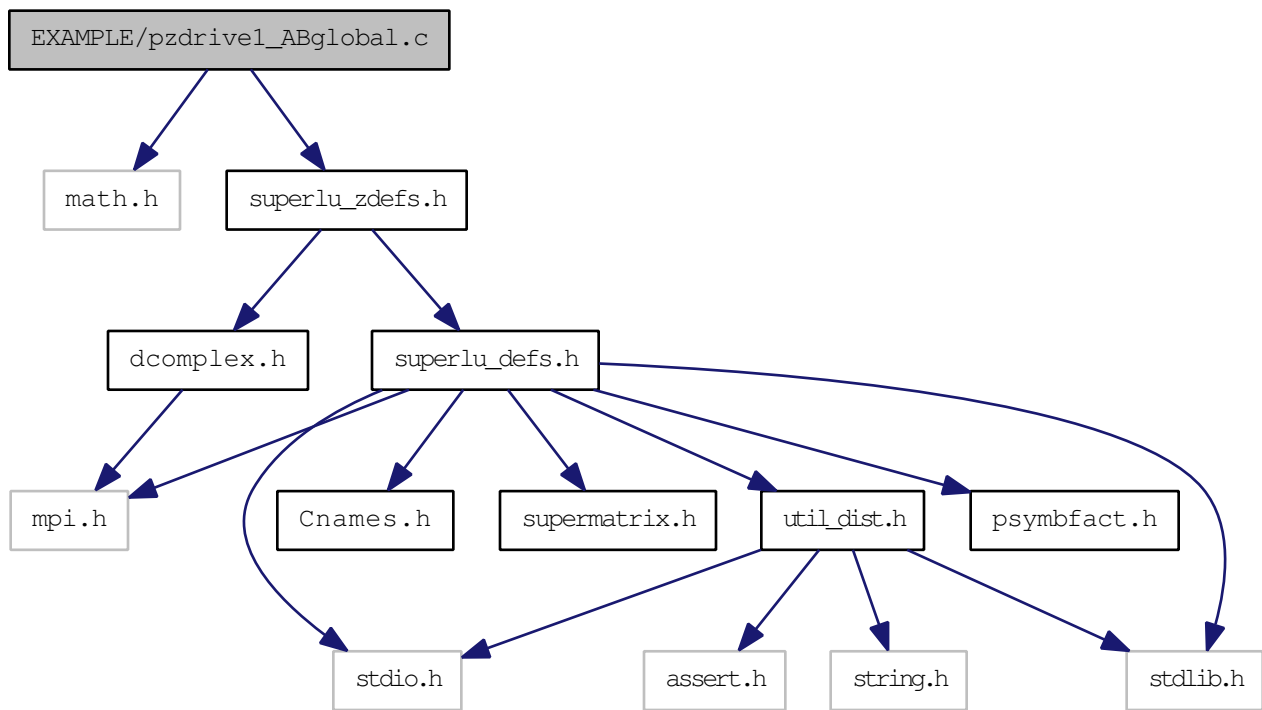 EXAMPLE/pzdrive1_ABglobal.c
math.h
superlu_zdefs.h
dcomplex.h
superlu_defs.h
mpi.h
Cnames.h
supermatrix.h
util_dist.h
psymbfact.h
stdio.h
assert.h
string.h
stdlib.h